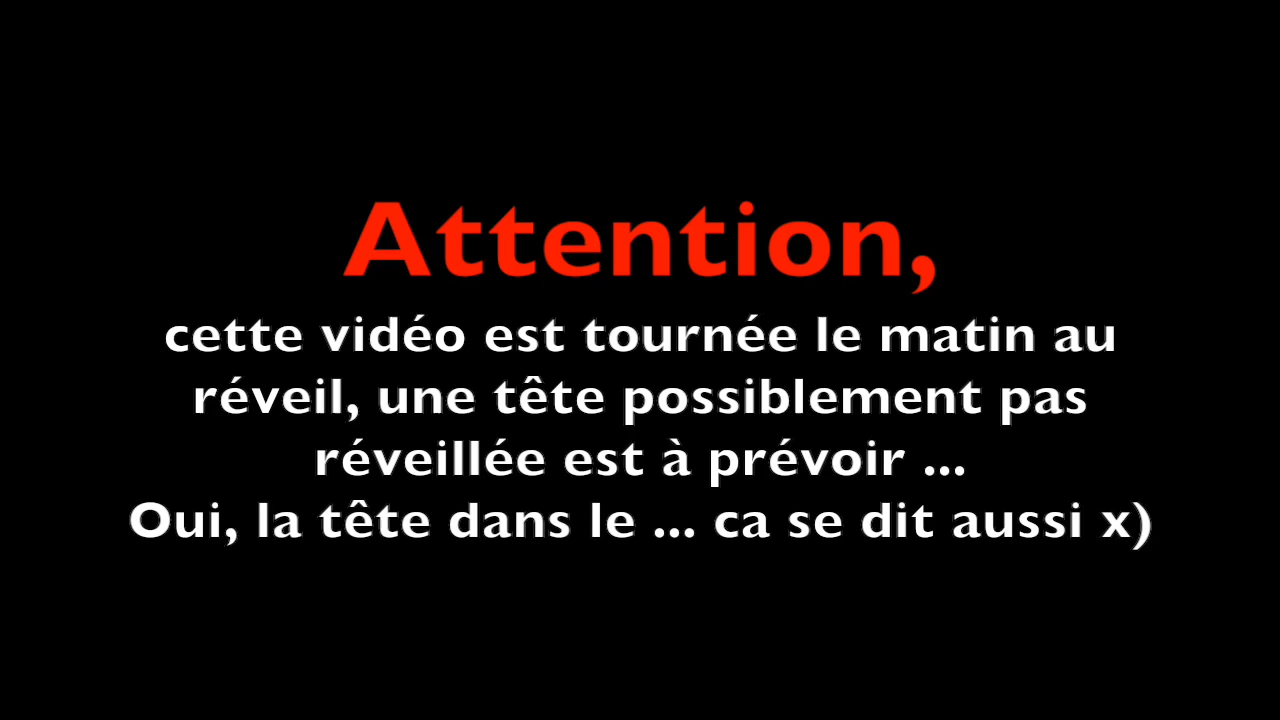 Attention,
cette vidéo est tournée le matin au
réveil, une tête possiblement pas
réveillée est à prévoir ...
Oui, la tête dans le ... ca se dit aussi x)